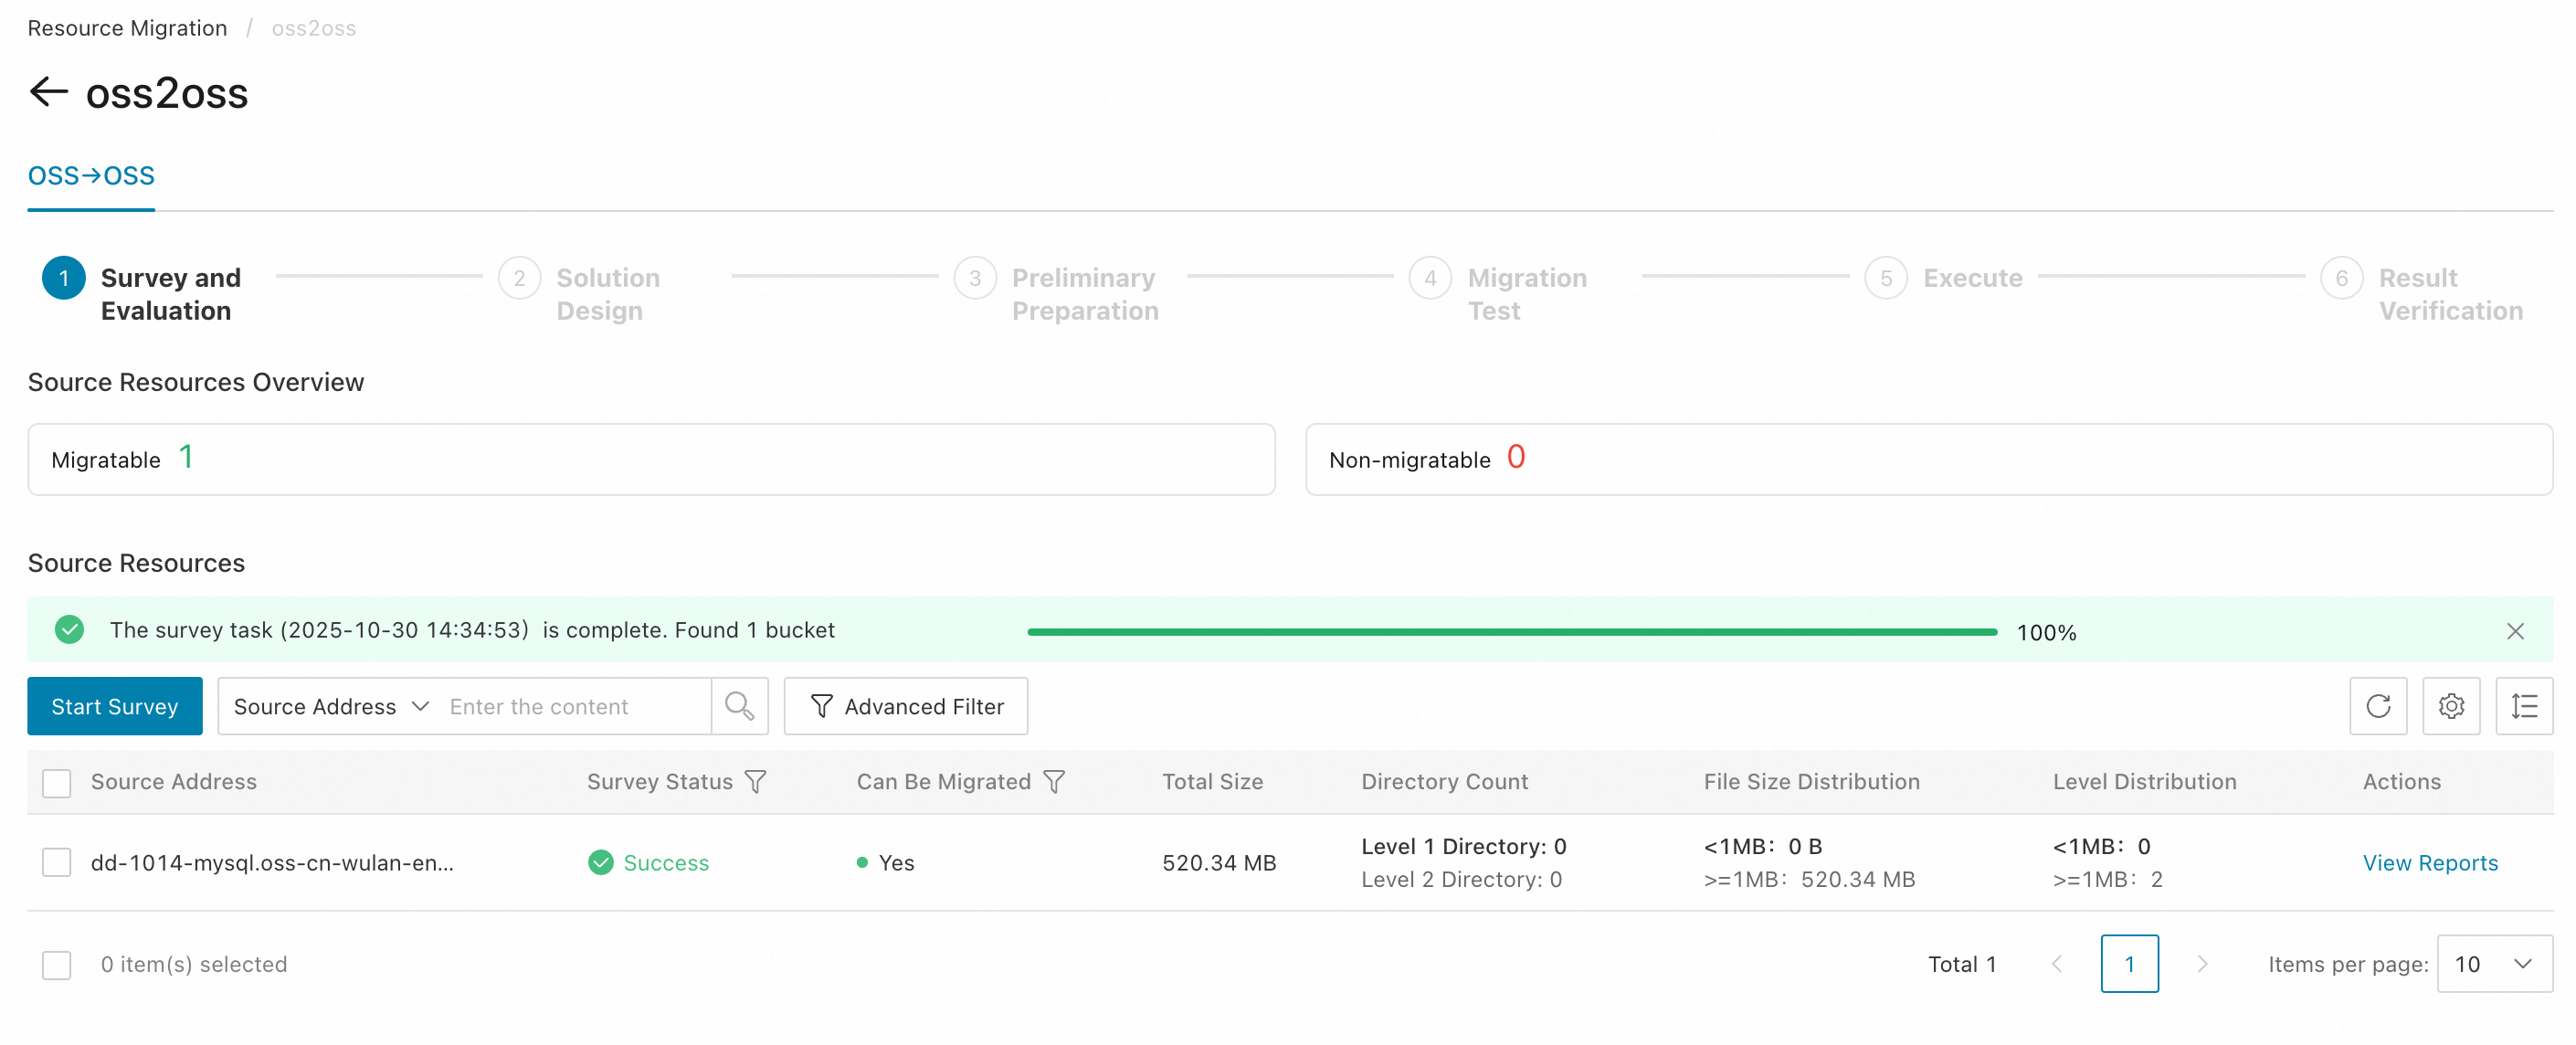 Resource Migration / oss2oss
← oss2oss
OSS→OSS
1 Survey and Evaluation
2 Solution Design
3 Preliminary Preparation
4 Migration Test
5 Execute
6 Result Verification
Source Resources Overview
Migratable 1
Non-migratable 0
Source Resources
The survey task (2025-10-30 14:34:53) is complete. Found 1 bucket 100%
Start Survey Source Address Enter the content Advanced Filter
Source Address Survey Status Can Be Migrated Total Size Directory Count File Size Distribution Level Distribution Actions
dd-1014-mysql.oss-cn-wulan-en... Success Yes 520.34 MB Level 1 Directory: 0 <1MB: 0 B <1MB: 0 View Reports
Level 2 Directory: 0 >=1MB: 520.34 MB >=1MB: 2
0 item(s) selected Total 1 1 Items per page: 10